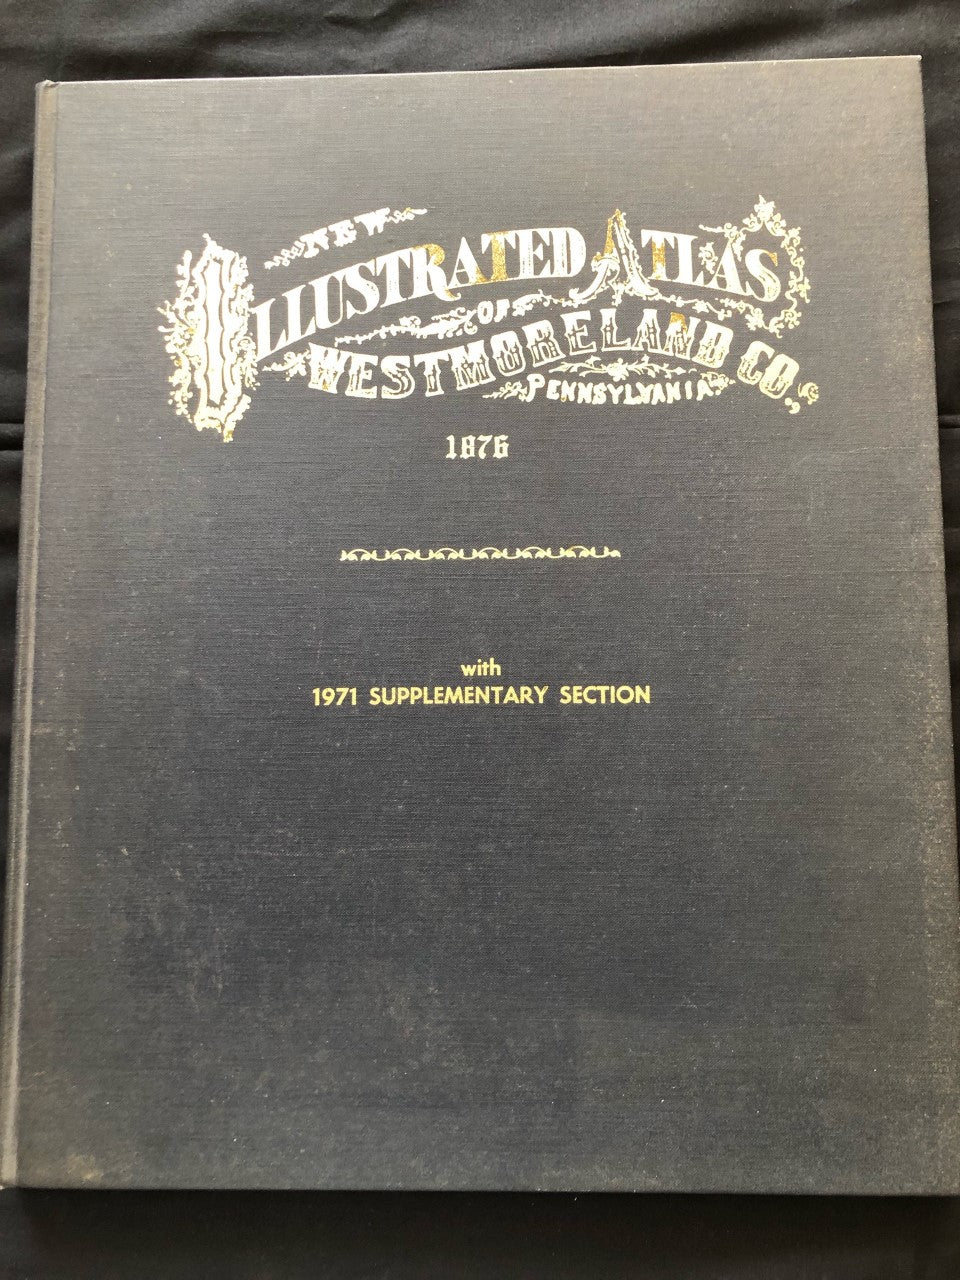 NEW
ILLUSTRATED ATLAS
OF
WESTMORELAND CO.,
PENNSYLVANIA
1876
with
1971 SUPPLEMENTARY SECTION